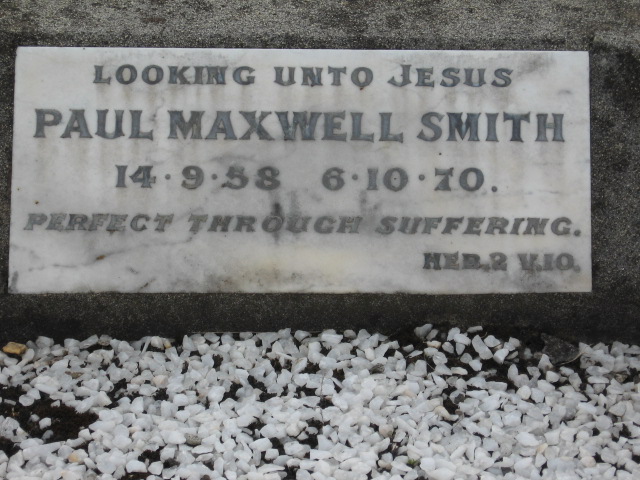 LOOKING UNTO JESUS
PAUL MAXWELL SMITH
14·9·58 6·10·70.
PERFECT THROUGH SUFFERING.
HEB. 2 V.10.